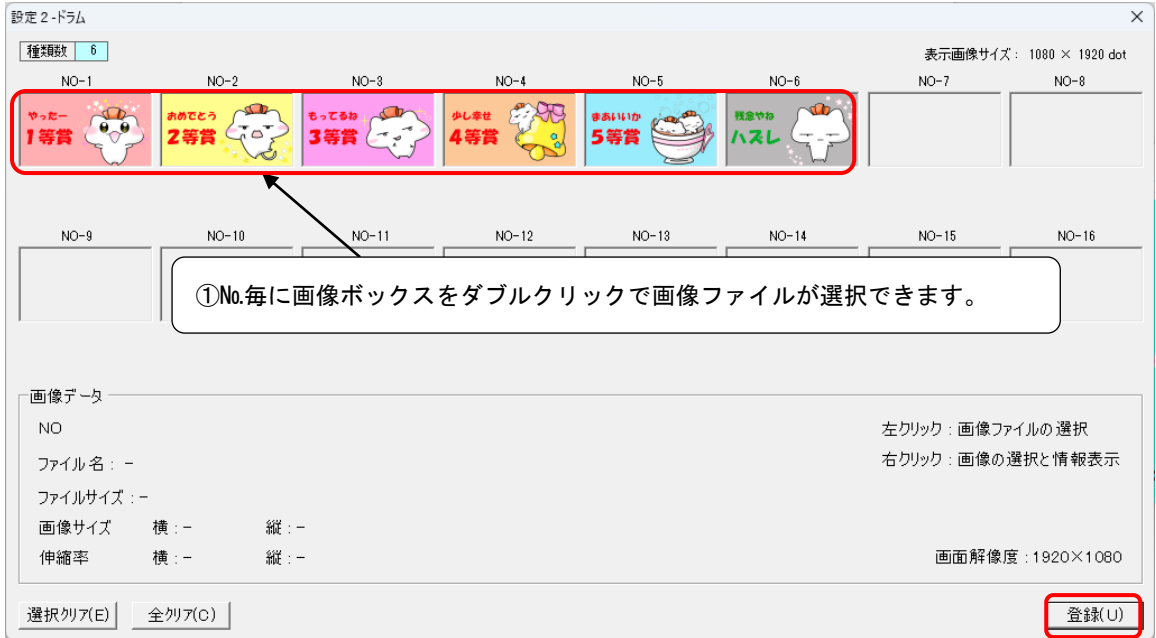 設定2-ドラム
種類数 6
表示画像サイズ： 1080 × 1920 dot
NO-1 NO-2 NO-3 NO-4 NO-5 NO-6 NO-7 NO-8
やったー
1等賞
おめでとう
2等賞
もってるね
3等賞
少し幸せ
4等賞
まあいいか
5等賞
残念やね
ハズレ
NO-9 NO-10 NO-11 NO-12 NO-13 NO-14 NO-15 NO-16
①№毎に画像ボックスをダブルクリックで画像ファイルが選択できます。
画像データ
NO
左クリック：画像ファイルの選択
ファイル名：－
右クリック：画像の選択と情報表示
ファイルサイズ：－
画像サイズ 横：－ 縦：－
伸縮率 横：－ 縦：－
画面解像度：1920×1080
選択クリア(E) 全クリア(C) 登録(U)